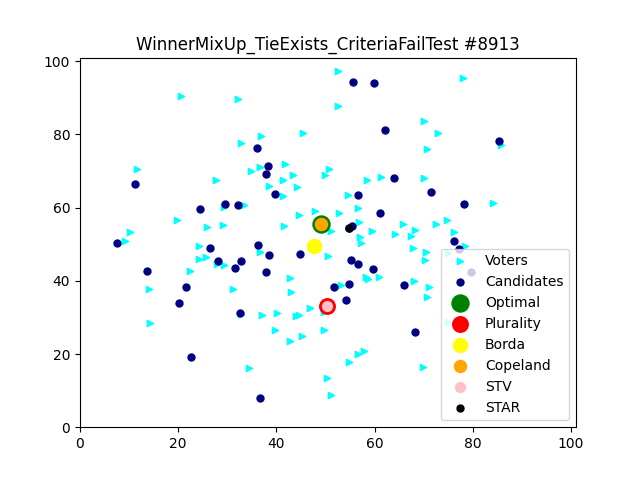 WinnerMixUp_TieExists_CriteriaFailTest #8913
100
80
60
40
20
0
0
20
40
60
80
100
Voters
Candidates
Optimal
Plurality
Borda
Copeland
STV
STAR